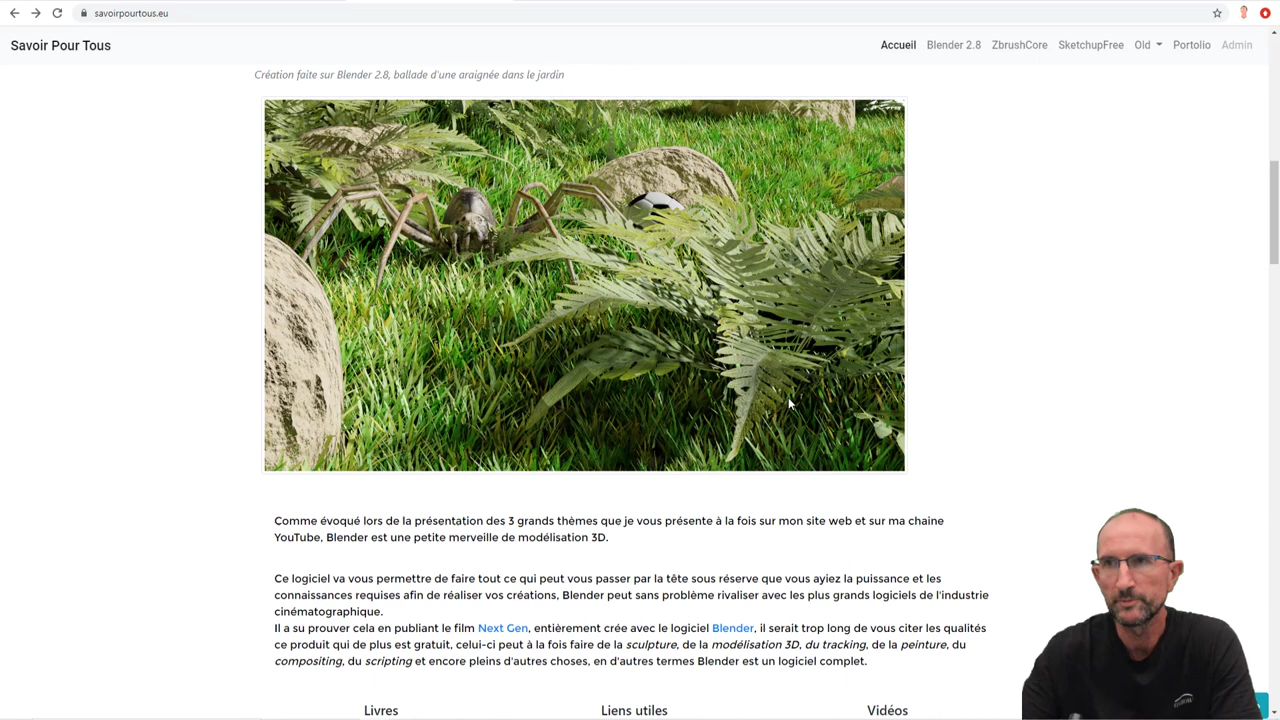 savoirpourtous.eu
Savoir Pour Tous
Accueil Blender 2.8 ZbrushCore SketchupFree Old Portolio Admin
Création faite sur Blender 2.8, ballade d'une araignée dans le jardin
Comme évoqué lors de la présentation des 3 grands thèmes que je vous présente à la fois sur mon site web et sur ma chaine
YouTube, Blender est une petite merveille de modélisation 3D.
Ce logiciel va vous permettre de faire tout ce qui peut vous passer par la tête sous réserve que vous ayiez la puissance et les
connaissances requises afin de réaliser vos créations, Blender peut sans problème rivaliser avec les plus grands logiciels de l'industrie
cinématographique.
Il a su prouver cela en publiant le film Next Gen, entièrement crée avec le logiciel Blender, il serait trop long de vous citer les qualités
ce produit qui de plus est gratuit, celui-ci peut à la fois faire de la sculpture, de la modélisation 3D, du tracking, de la peinture, du
compositing, du scripting et encore pleins d'autres choses, en d'autres termes Blender est un logiciel complet.
Livres Liens utiles Vidéos